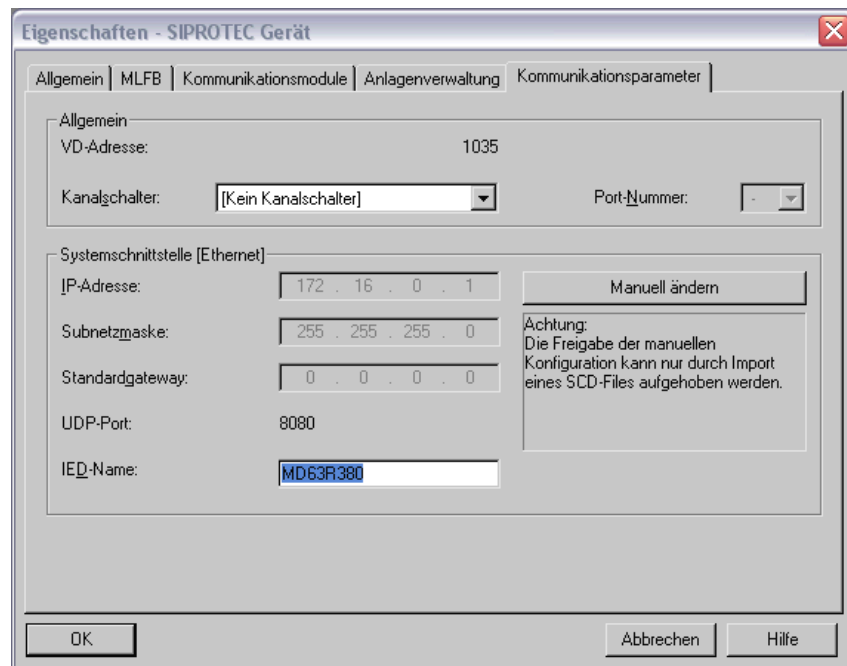 Eigenschaften - SIPROTEC Gerät
Allgemein MLFB Kommunikationsmodule Anlagenverwaltung Kommunikationsparameter
Allgemein
VD-Adresse: 1035
Kanalschalter: [Kein Kanalschalter] Port-Nummer: -
Systemschnittstelle [Ethernet]
IP-Adresse: 172 . 16 . 0 . 1 Manuell ändern
Subnetzmaske: 255 . 255 . 255 . 0
Achtung:
Die Freigabe der manuellen
Konfiguration kann nur durch Import
eines SCD-Files aufgehoben werden.
Standardgateway: 0 . 0 . 0 . 0
UDP-Port: 8080
IED-Name: MD63R380
OK Abbrechen Hilfe